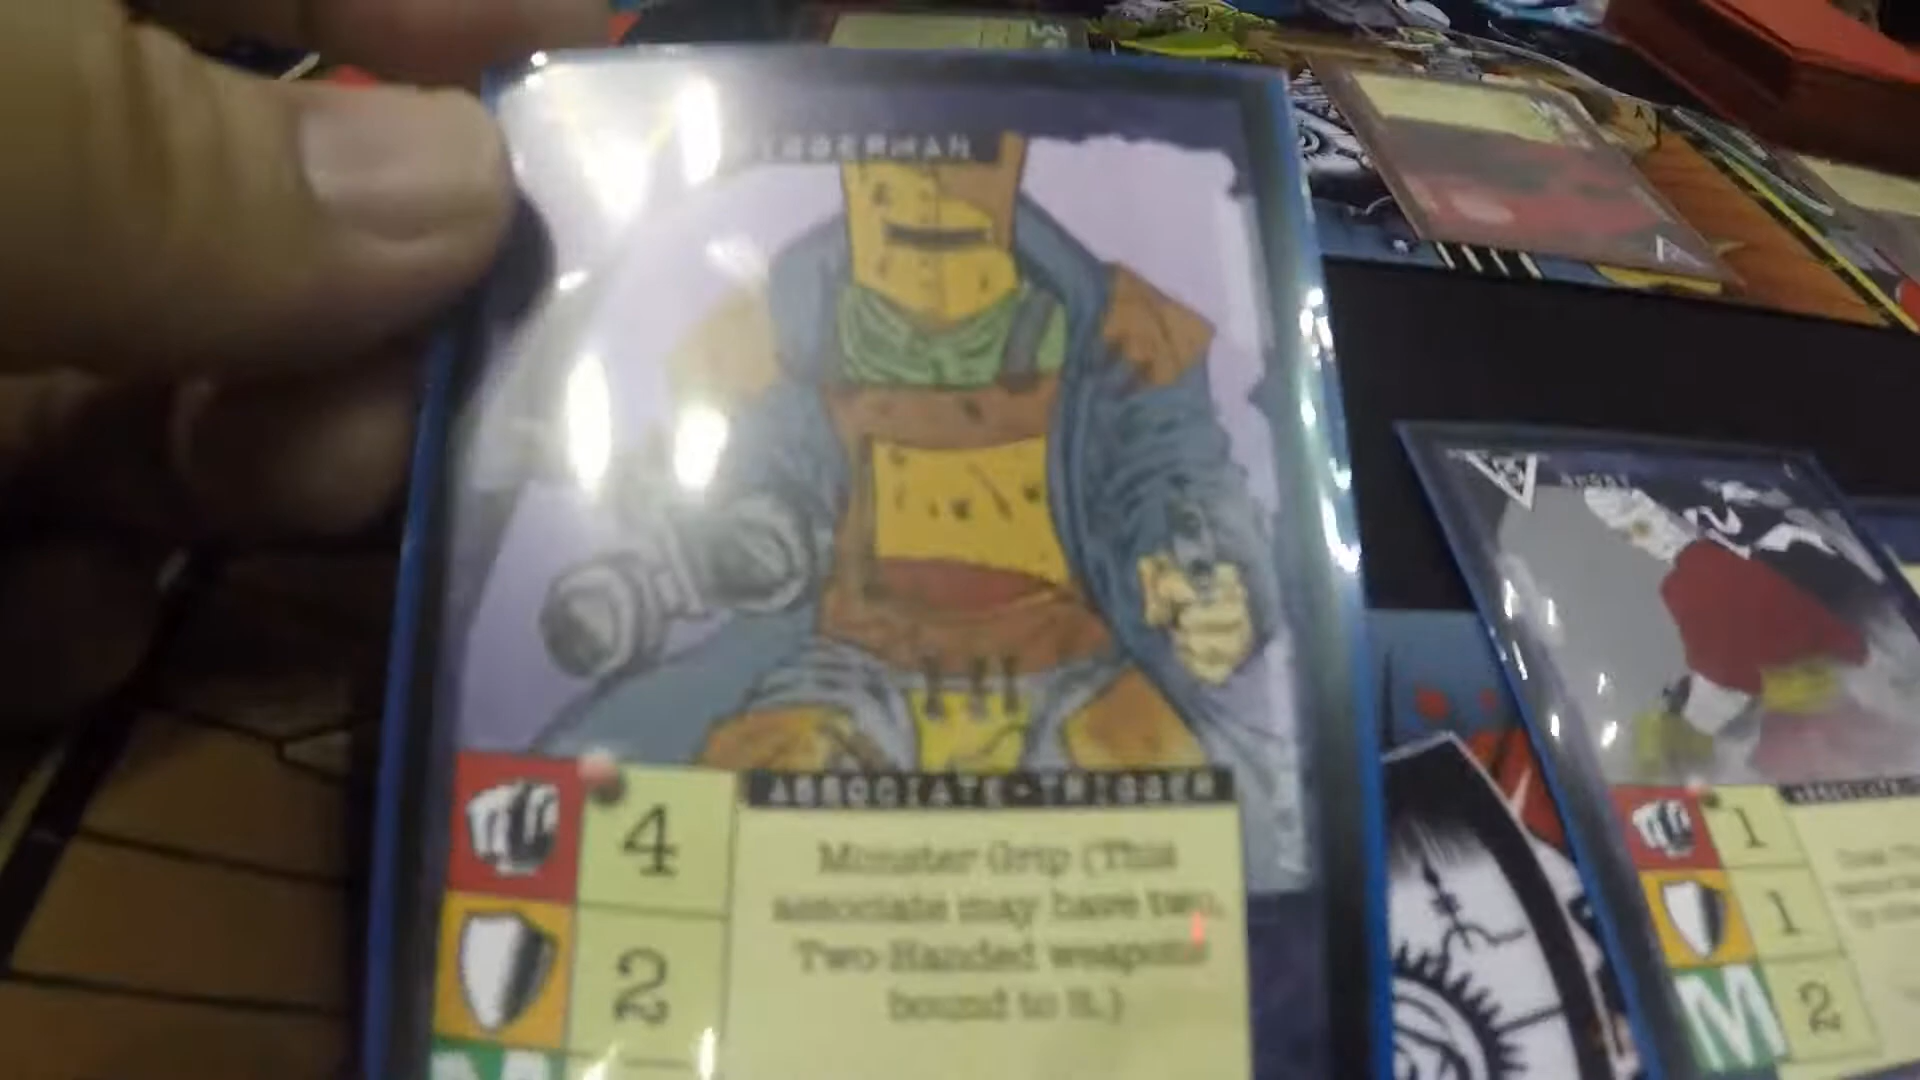 ASSOCIATE-TRIGGER
4
Monster Grip (This
associate may have two,
Two-Handed weapons
2
bound to it.)
M
1
1
M
2